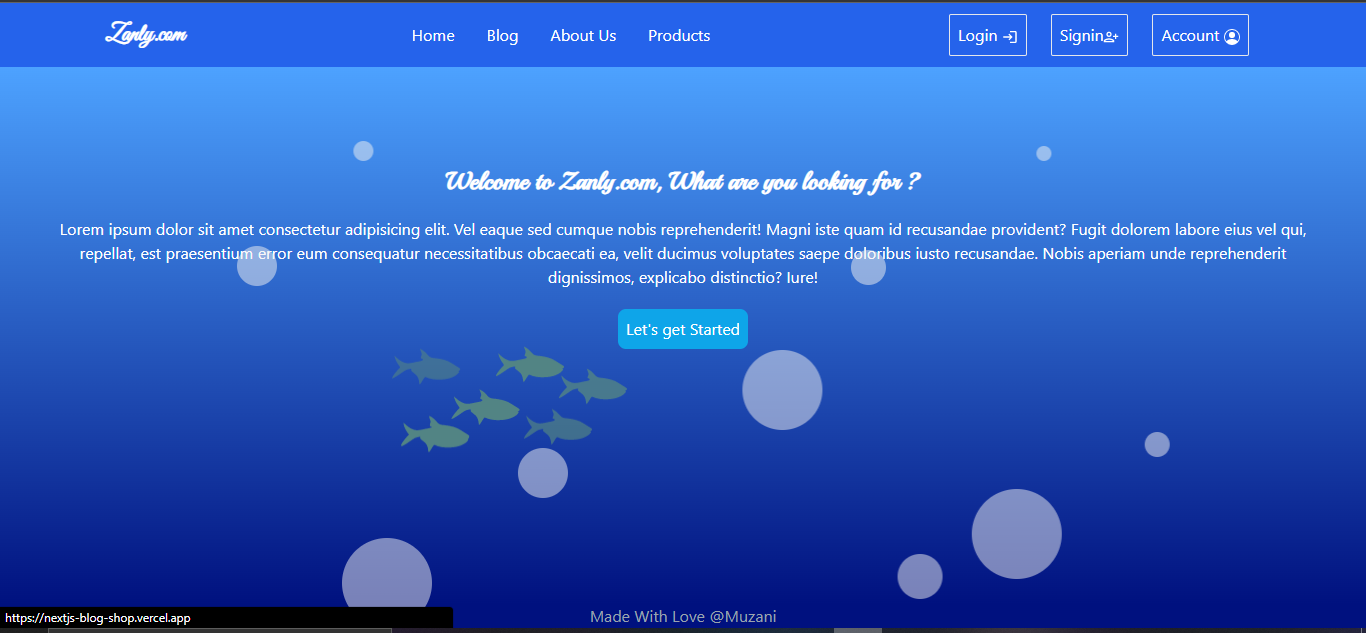 Zanly.com
Home Blog About Us Products
Login Signin Account
Welcome to Zanly.com, What are you looking for ?
Lorem ipsum dolor sit amet consectetur adipisicing elit. Vel eaque sed cumque nobis reprehenderit! Magni iste quam id recusandae provident? Fugit dolorem labore eius vel qui,
repellat, est praesentium error eum consequatur necessitatibus obcaecati ea, velit ducimus voluptates saepe doloribus iusto recusandae. Nobis aperiam unde reprehenderit
dignissimos, explicabo distinctio? Iure!
Let's get Started
Made With Love @Muzani
https://nextjs-blog-shop.vercel.app